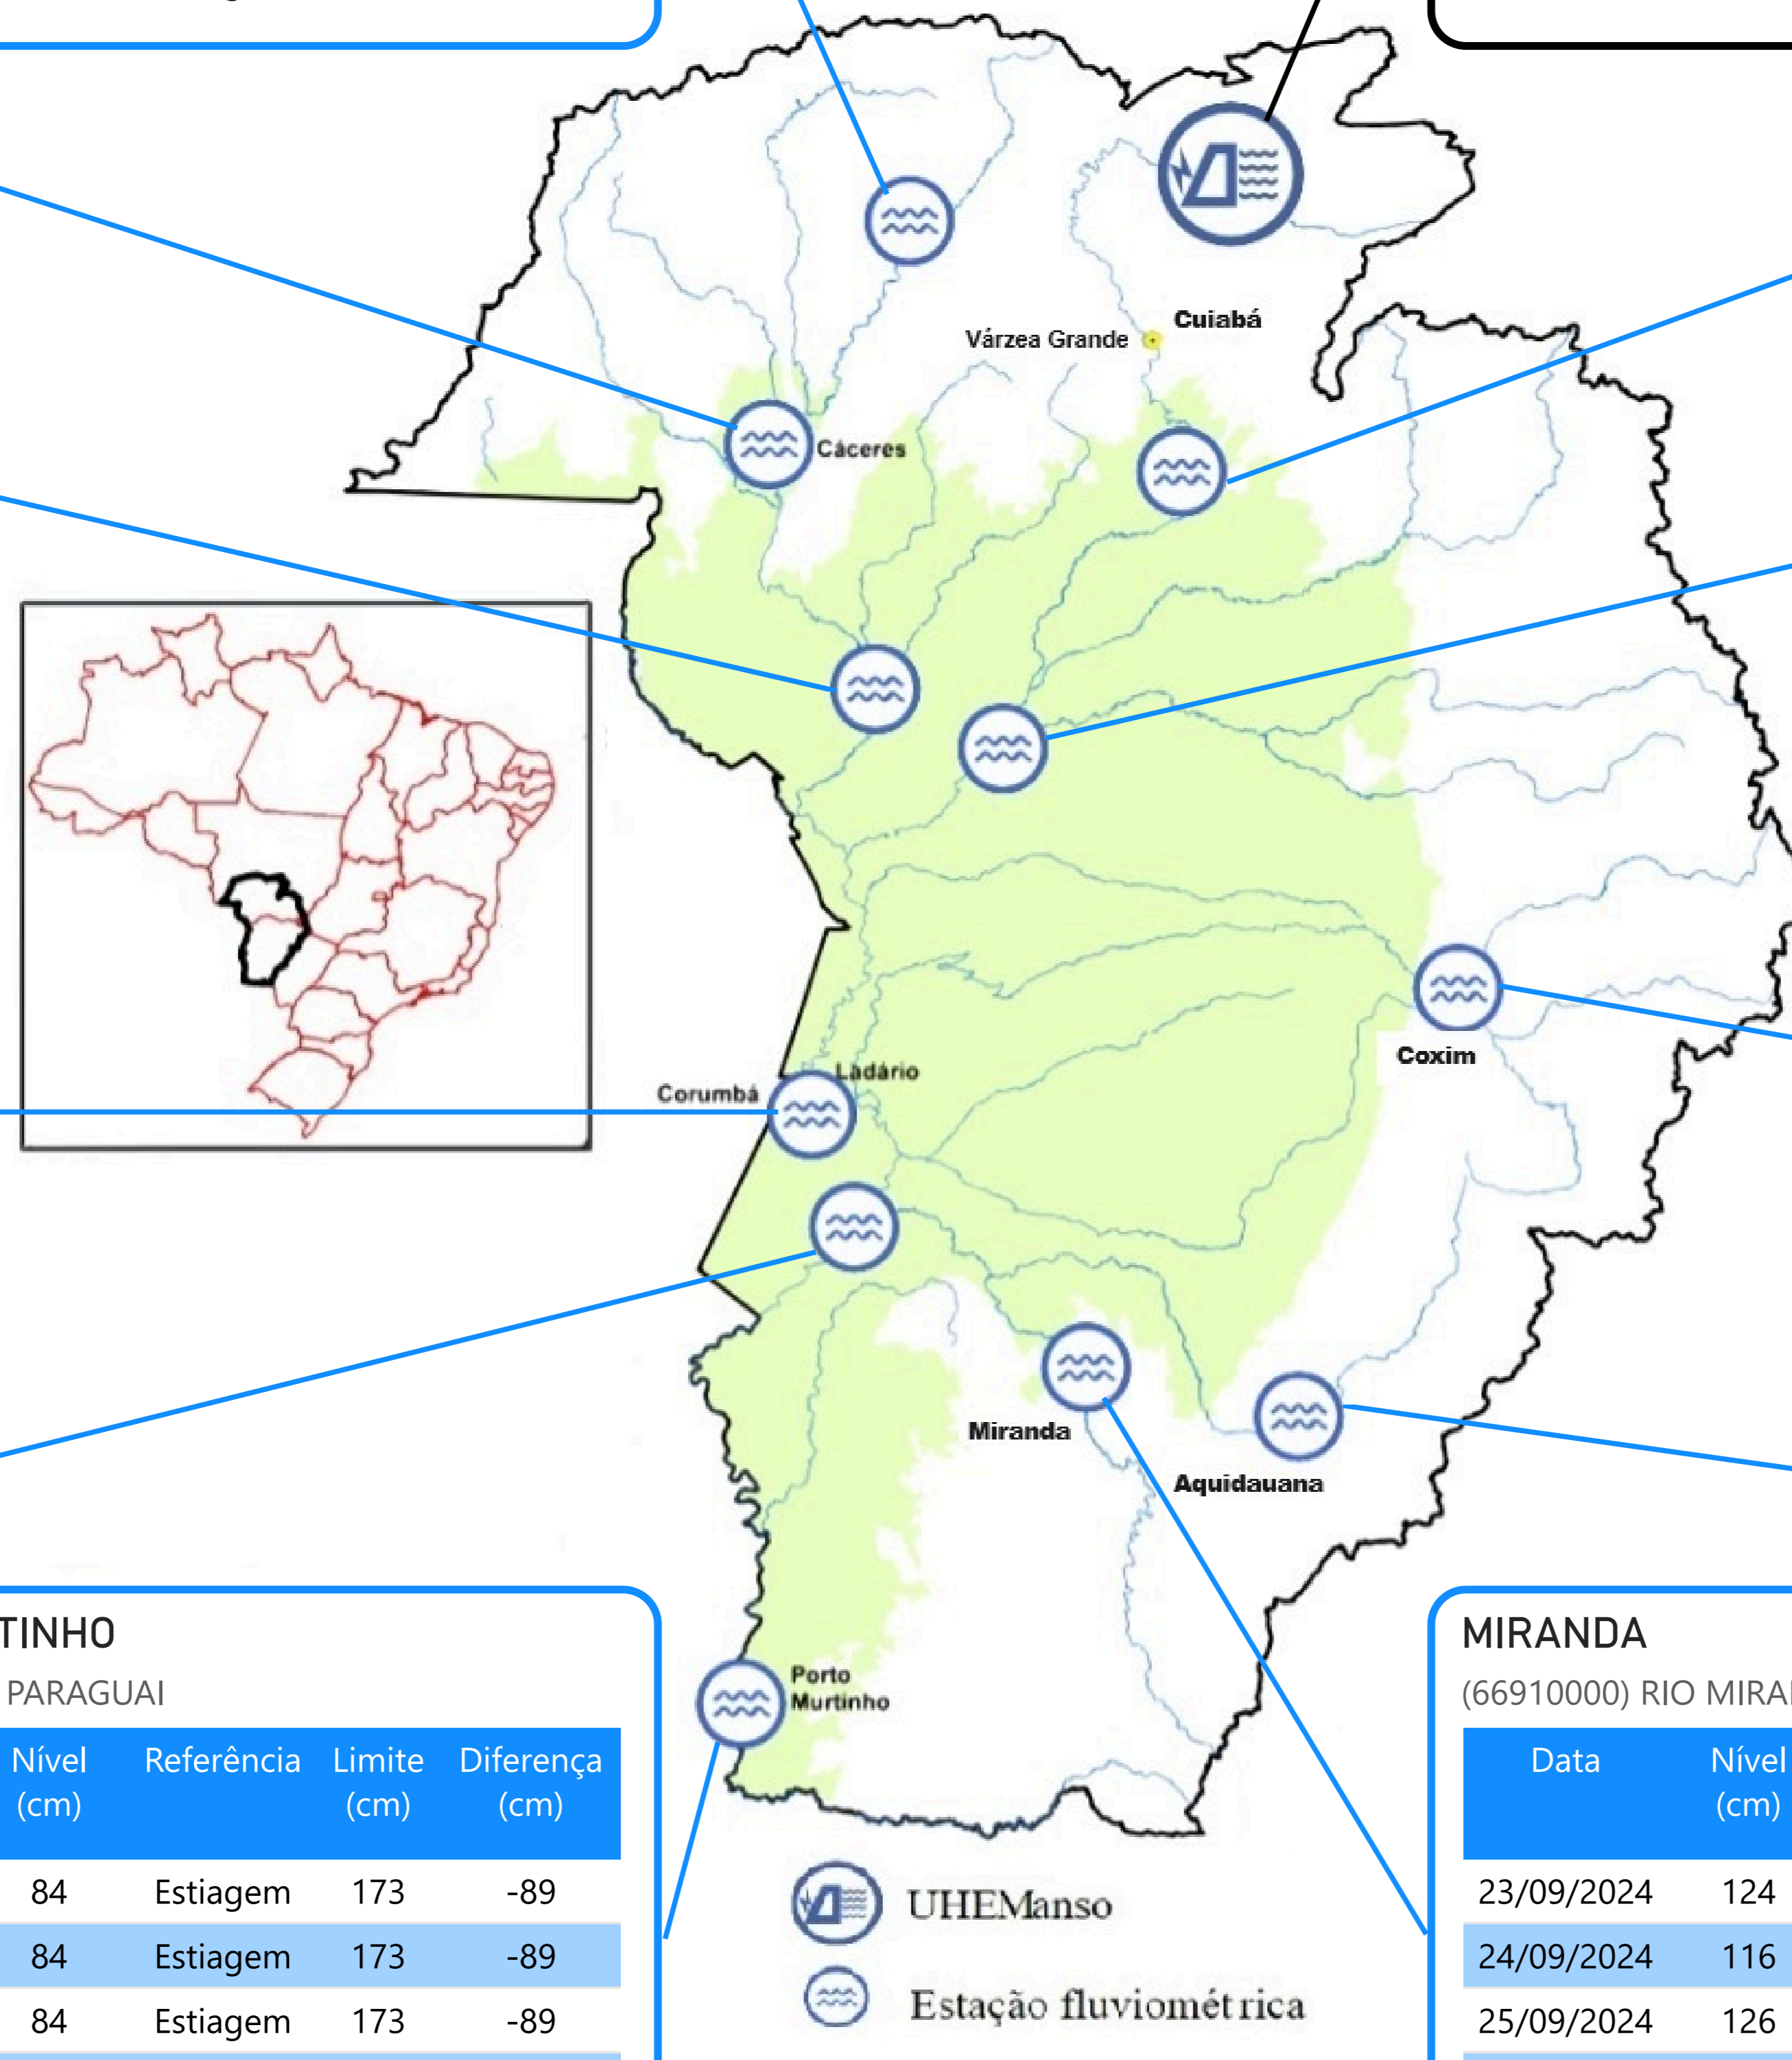 Cuiabá
Várzea Grande
Cáceres
Ladário
Corumbá
Coxim
Miranda
Aquidauana
Porto
Murtinho
TINHO
PARAGUAI
Nível (cm) Referência Limite (cm) Diferença (cm)
84 Estiagem 173 -89
84 Estiagem 173 -89
84 Estiagem 173 -89
UHEManso
Estação fluviométrica
MIRANDA
(66910000) RIO MIRA
Data Nível (cm)
23/09/2024 124
24/09/2024 116
25/09/2024 126